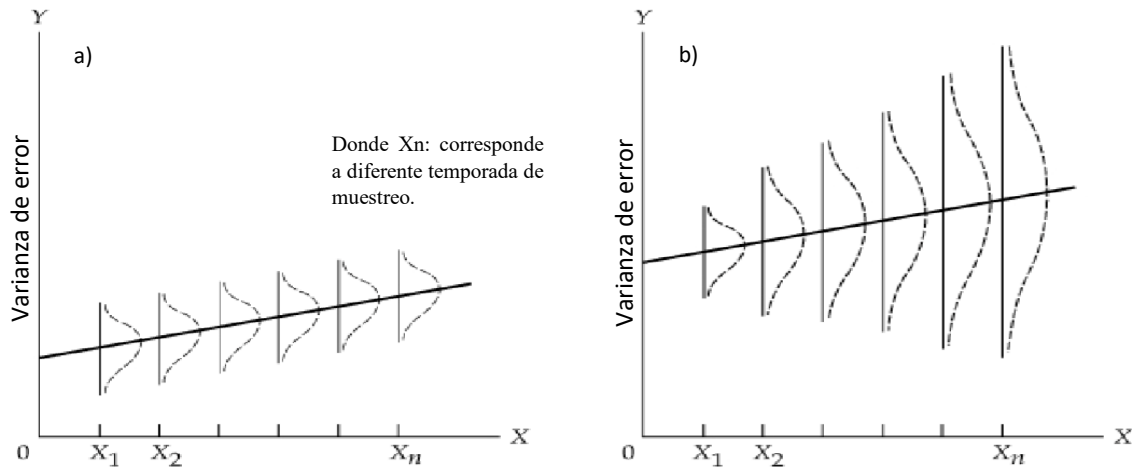 Y
a)
Varianza de error
Donde Xn: corresponde
a diferente temporada de
muestreo.
0
X1
X2
Xn
X
Y
b)
Varianza de error
0
X1
X2
Xn
X